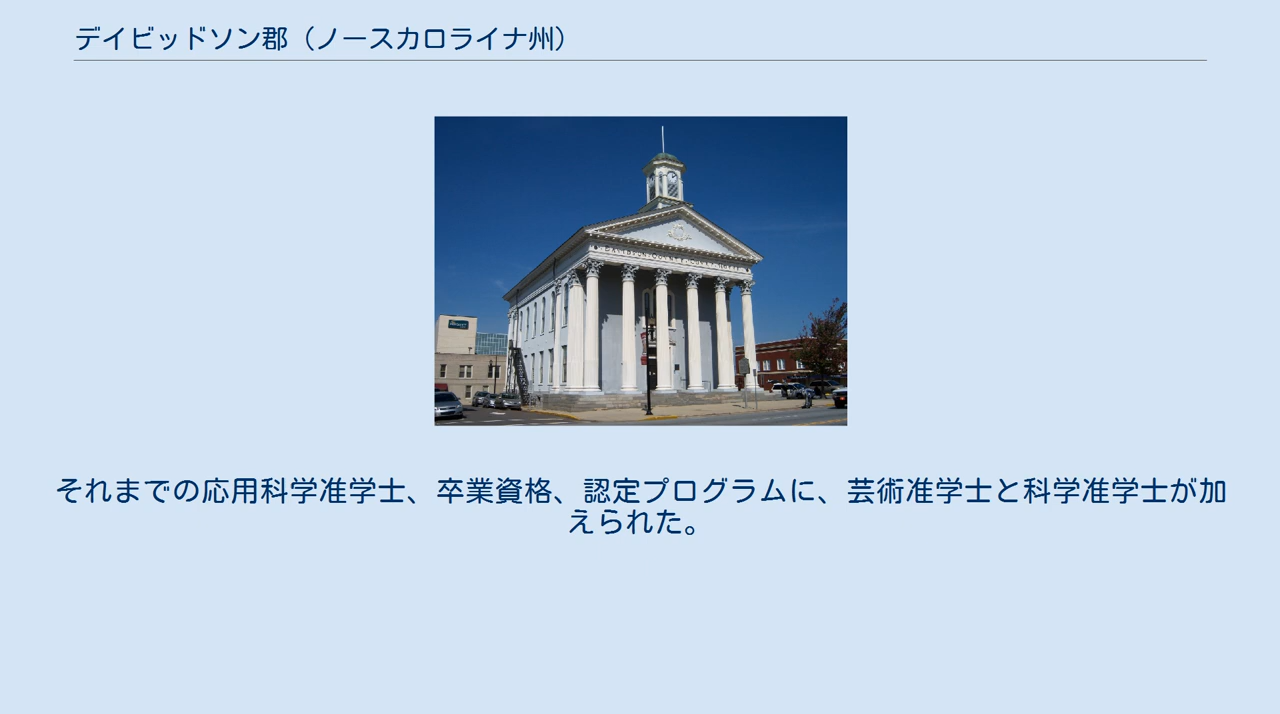 デイビッドソン郡（ノースカロライナ州）
それまでの応用科学准学士、卒業資格、認定プログラムに、芸術准学士と科学准学士が加
えられた。